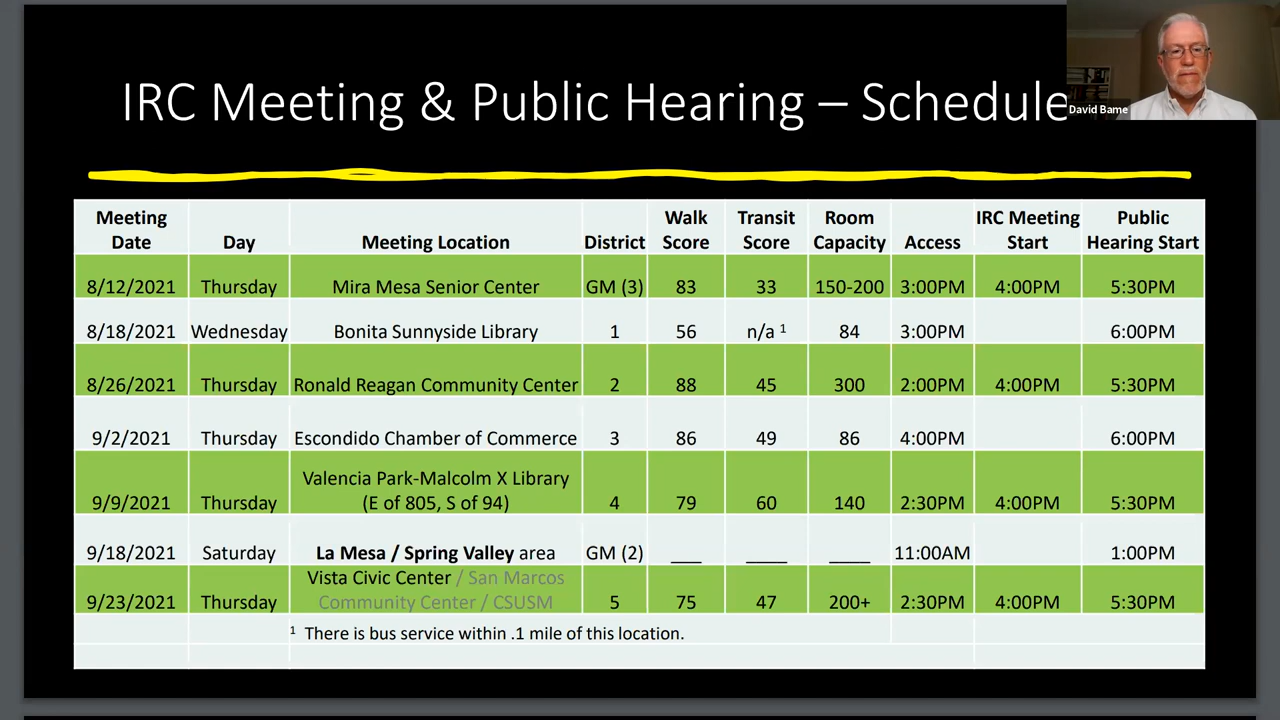 IRC Meeting & Public Hearing – Schedule
David Bame
Meeting Date Day Meeting Location District Walk Score Transit Score Room Capacity Access IRC Meeting Start Public Hearing Start
8/12/2021 Thursday Mira Mesa Senior Center GM (3) 83 33 150-200 3:00PM 4:00PM 5:30PM
8/18/2021 Wednesday Bonita Sunnyside Library 1 56 n/a ¹ 84 3:00PM 6:00PM
8/26/2021 Thursday Ronald Reagan Community Center 2 88 45 300 2:00PM 4:00PM 5:30PM
9/2/2021 Thursday Escondido Chamber of Commerce 3 86 49 86 4:00PM 6:00PM
Valencia Park-Malcolm X Library
9/9/2021 Thursday (E of 805, S of 94) 4 79 60 140 2:30PM 4:00PM 5:30PM
9/18/2021 Saturday La Mesa / Spring Valley area GM (2) ___ ____ ____ 11:00AM 1:00PM
Vista Civic Center / San Marcos
9/23/2021 Thursday Community Center / CSUSM 5 75 47 200+ 2:30PM 4:00PM 5:30PM
¹ There is bus service within .1 mile of this location.